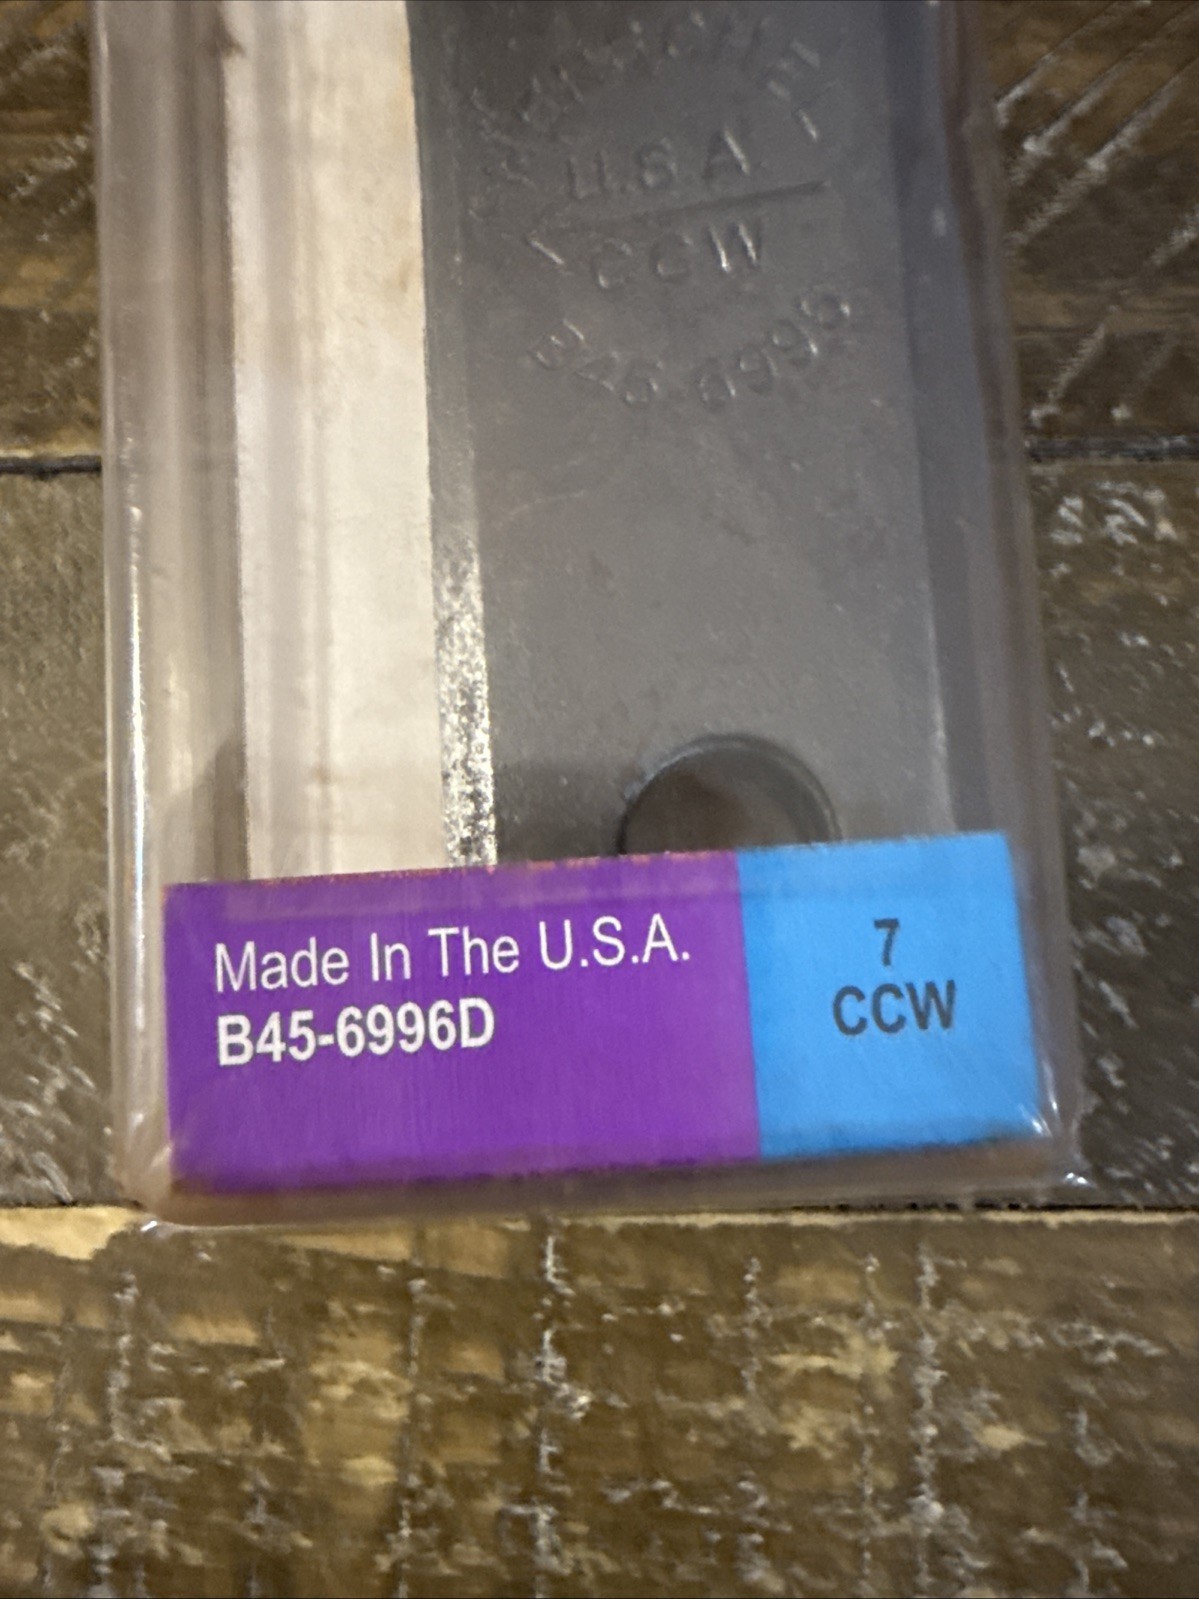 U.S.A.
CCW
Made In The U.S.A.
B45-6996D
7
CCW